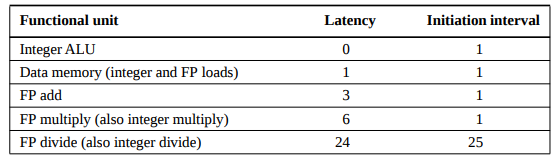 Functional unit Latency Initiation interval
Integer ALU 0 1
Data memory (integer and FP loads) 1 1
FP add 3 1
FP multiply (also integer multiply) 6 1
FP divide (also integer divide) 24 25